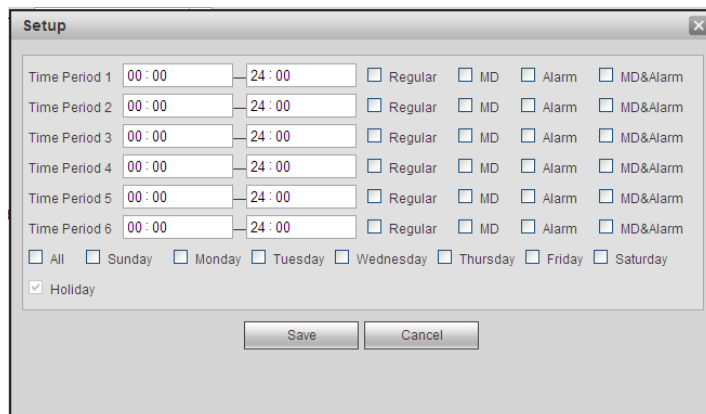 Setup
Time Period 1 00:00 — 24:00 Regular MD Alarm MD&Alarm
Time Period 2 00:00 — 24:00 Regular MD Alarm MD&Alarm
Time Period 3 00:00 — 24:00 Regular MD Alarm MD&Alarm
Time Period 4 00:00 — 24:00 Regular MD Alarm MD&Alarm
Time Period 5 00:00 — 24:00 Regular MD Alarm MD&Alarm
Time Period 6 00:00 — 24:00 Regular MD Alarm MD&Alarm
All Sunday Monday Tuesday Wednesday Thursday Friday Saturday
Holiday
Save Cancel